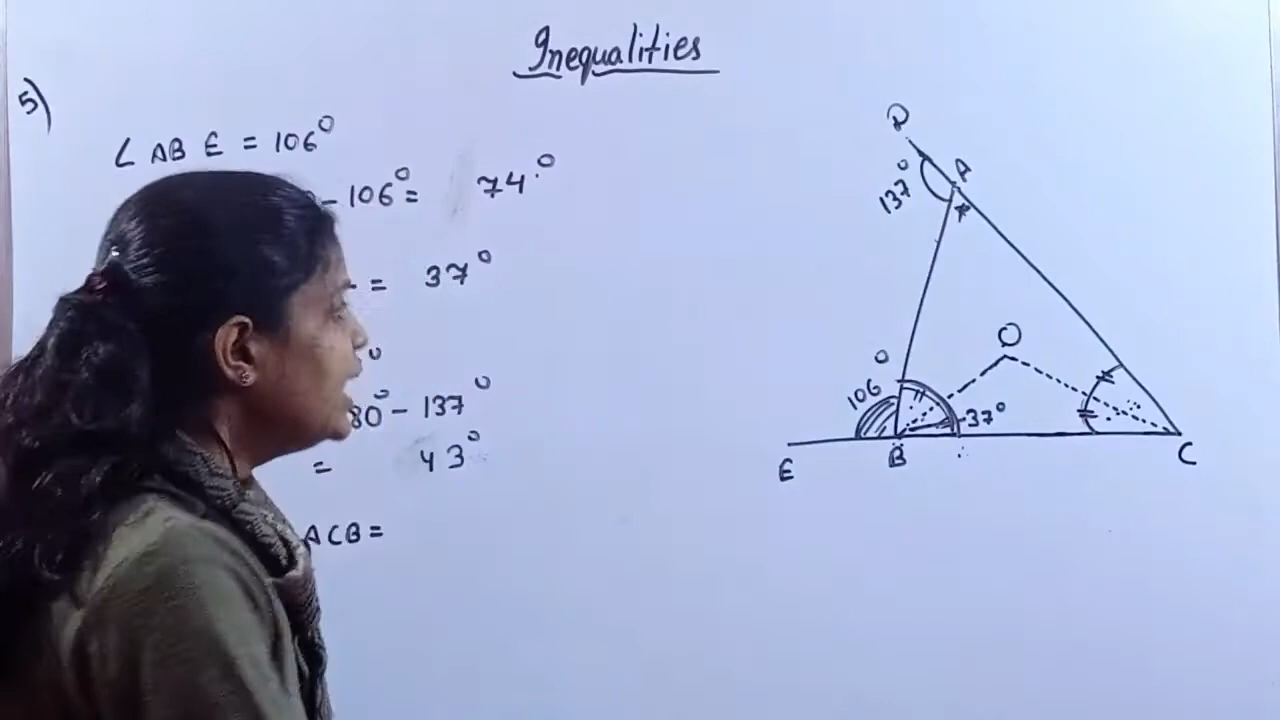 Inequalities
5)
∠ ABE = 106°
- 106° = 74.°
= 37°
°
80° - 137°
= 43°
ACB =
D
A
137°
O
106°
37°
E
B
C